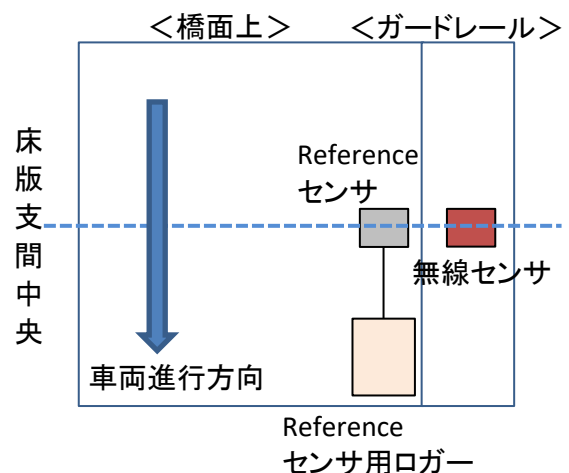 ＜橋面上＞
＜ガードレール＞
床版支間中央
Reference
センサ
無線センサ
車両進行方向
Reference
センサ用ロガー